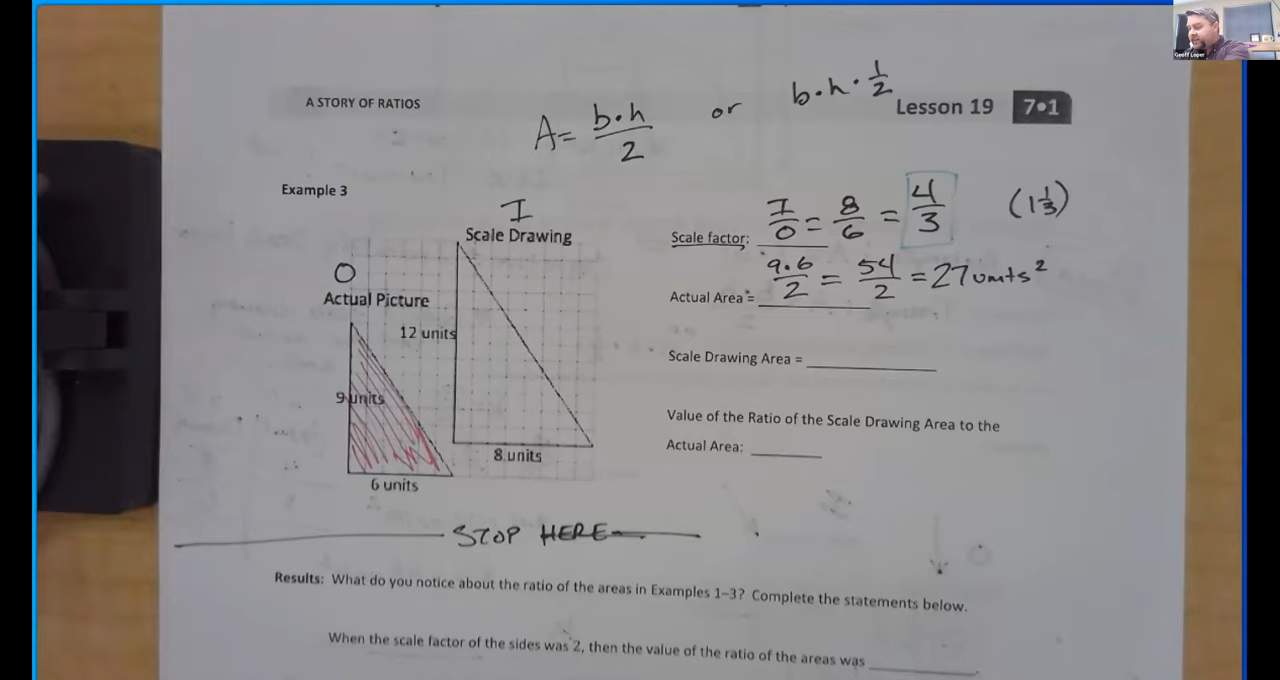 Geoff Loper
A STORY OF RATIOS
A = b·h / 2 or b·h·1/2
Lesson 19 7•1
Example 3
I
Scale Drawing
O
Actual Picture
12 units
9 units
8 units
6 units
Scale factor: I/O = 8/6 = 4/3 (1 1/3)
Actual Area = 9·6/2 = 54/2 = 27 units²
Scale Drawing Area = ________
Value of the Ratio of the Scale Drawing Area to the
Actual Area: ________
STOP HERE
Results: What do you notice about the ratio of the areas in Examples 1–3? Complete the statements below.
When the scale factor of the sides was 2, then the value of the ratio of the areas was ________